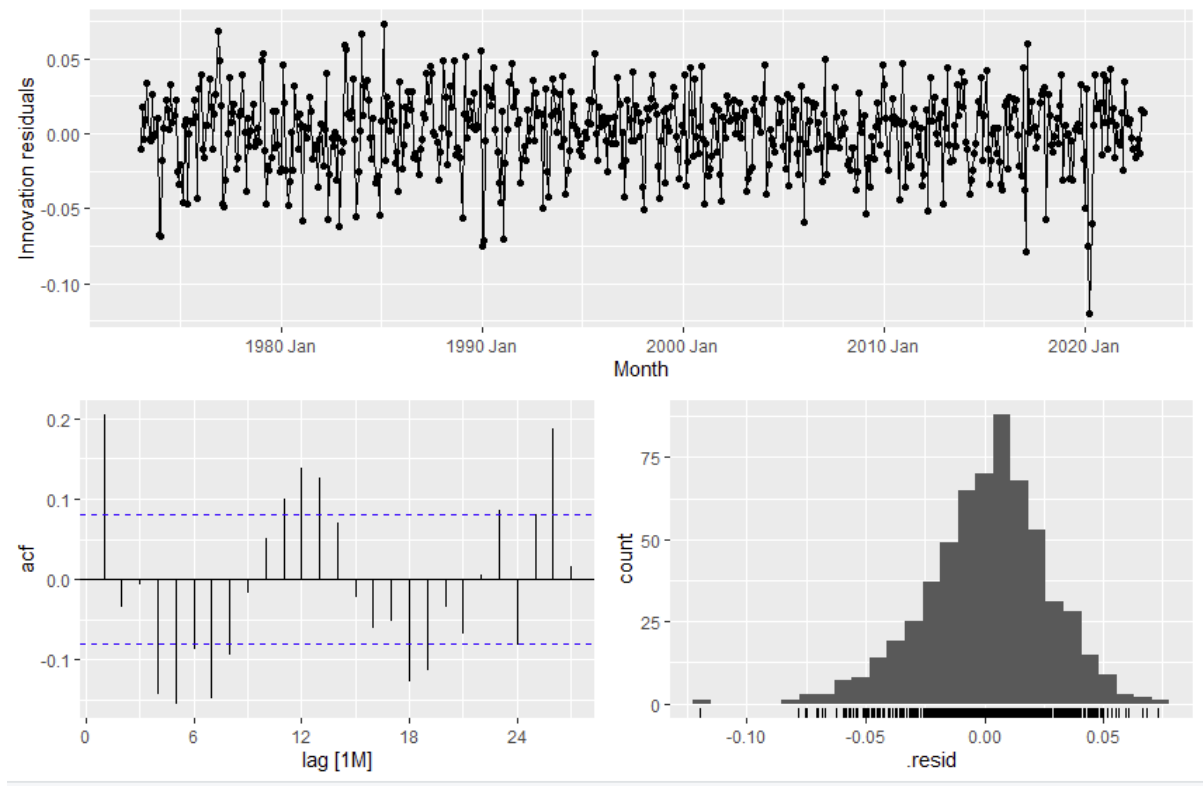 Innovation residuals
0.05
0.00
-0.05
-0.10
1980 Jan
1990 Jan
2000 Jan
2010 Jan
2020 Jan
Month
acf
0.2
0.1
0.0
-0.1
0
6
12
18
24
lag [1M]
count
75
50
25
0
-0.10
-0.05
0.00
0.05
.resid